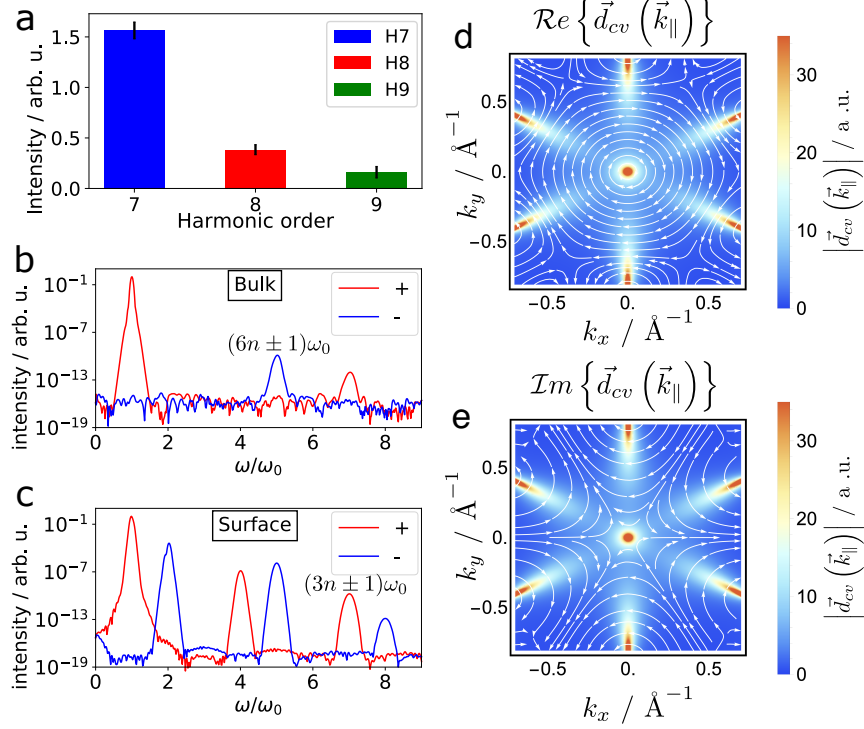 a
Intensity / arb. u.
1.5
1.0
0.5
0.0
H7
H8
H9
7
8
9
Harmonic order
b
intensity / arb. u.
10⁻¹
10⁻⁷
10⁻¹³
10⁻¹⁹
Bulk
+
-
(6n ± 1)ω₀
0
2
4
6
8
ω/ω₀
c
intensity / arb. u.
10⁻¹
10⁻⁷
10⁻¹³
10⁻¹⁹
Surface
+
-
(3n ± 1)ω₀
0
2
4
6
8
ω/ω₀
d
ℛe {d⃗_cv (k⃗_∥)}
k_y / Å⁻¹
0.5
0.
−0.5
−0.5
0.
0.5
k_x / Å⁻¹
30
20
10
0
|d⃗_cv (k⃗_∥)| / a .u.
e
ℐm {d⃗_cv (k⃗_∥)}
k_y / Å⁻¹
0.5
0.
−0.5
−0.5
0.
0.5
k_x / Å⁻¹
30
20
10
0
|d⃗_cv (k⃗_∥)| / a .u.